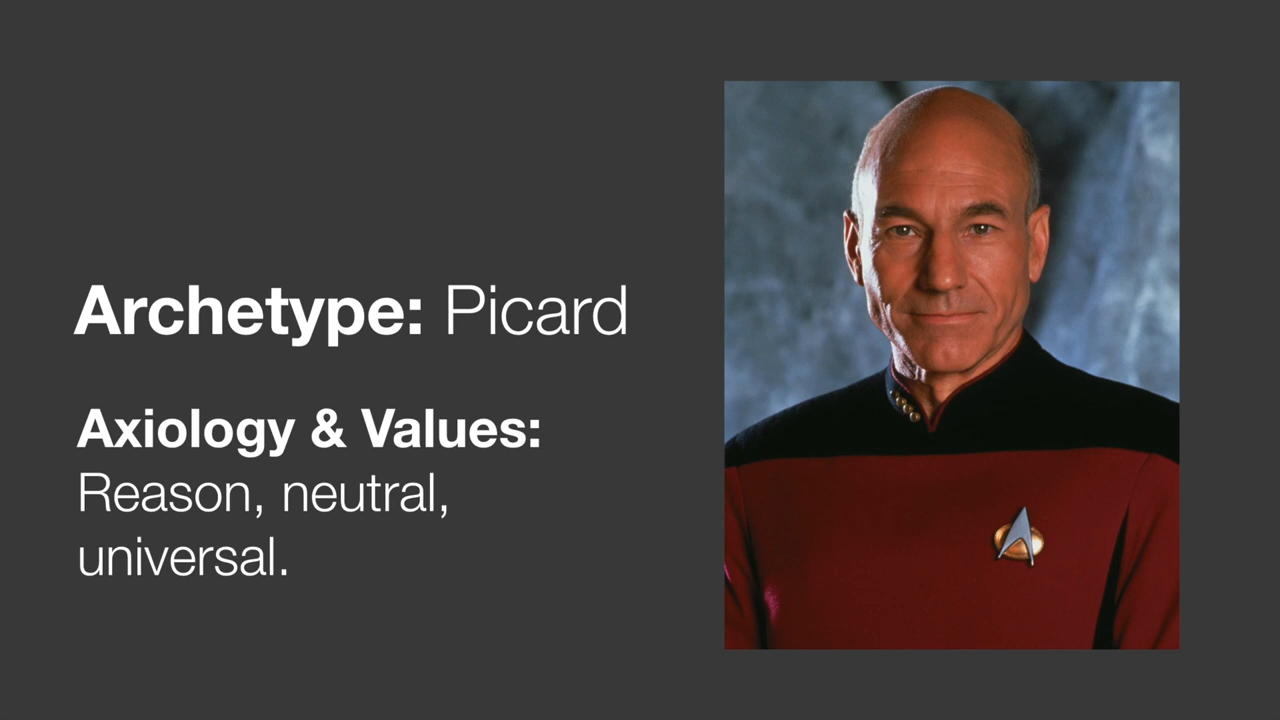 Archetype: Picard
Axiology & Values:
Reason, neutral,
universal.